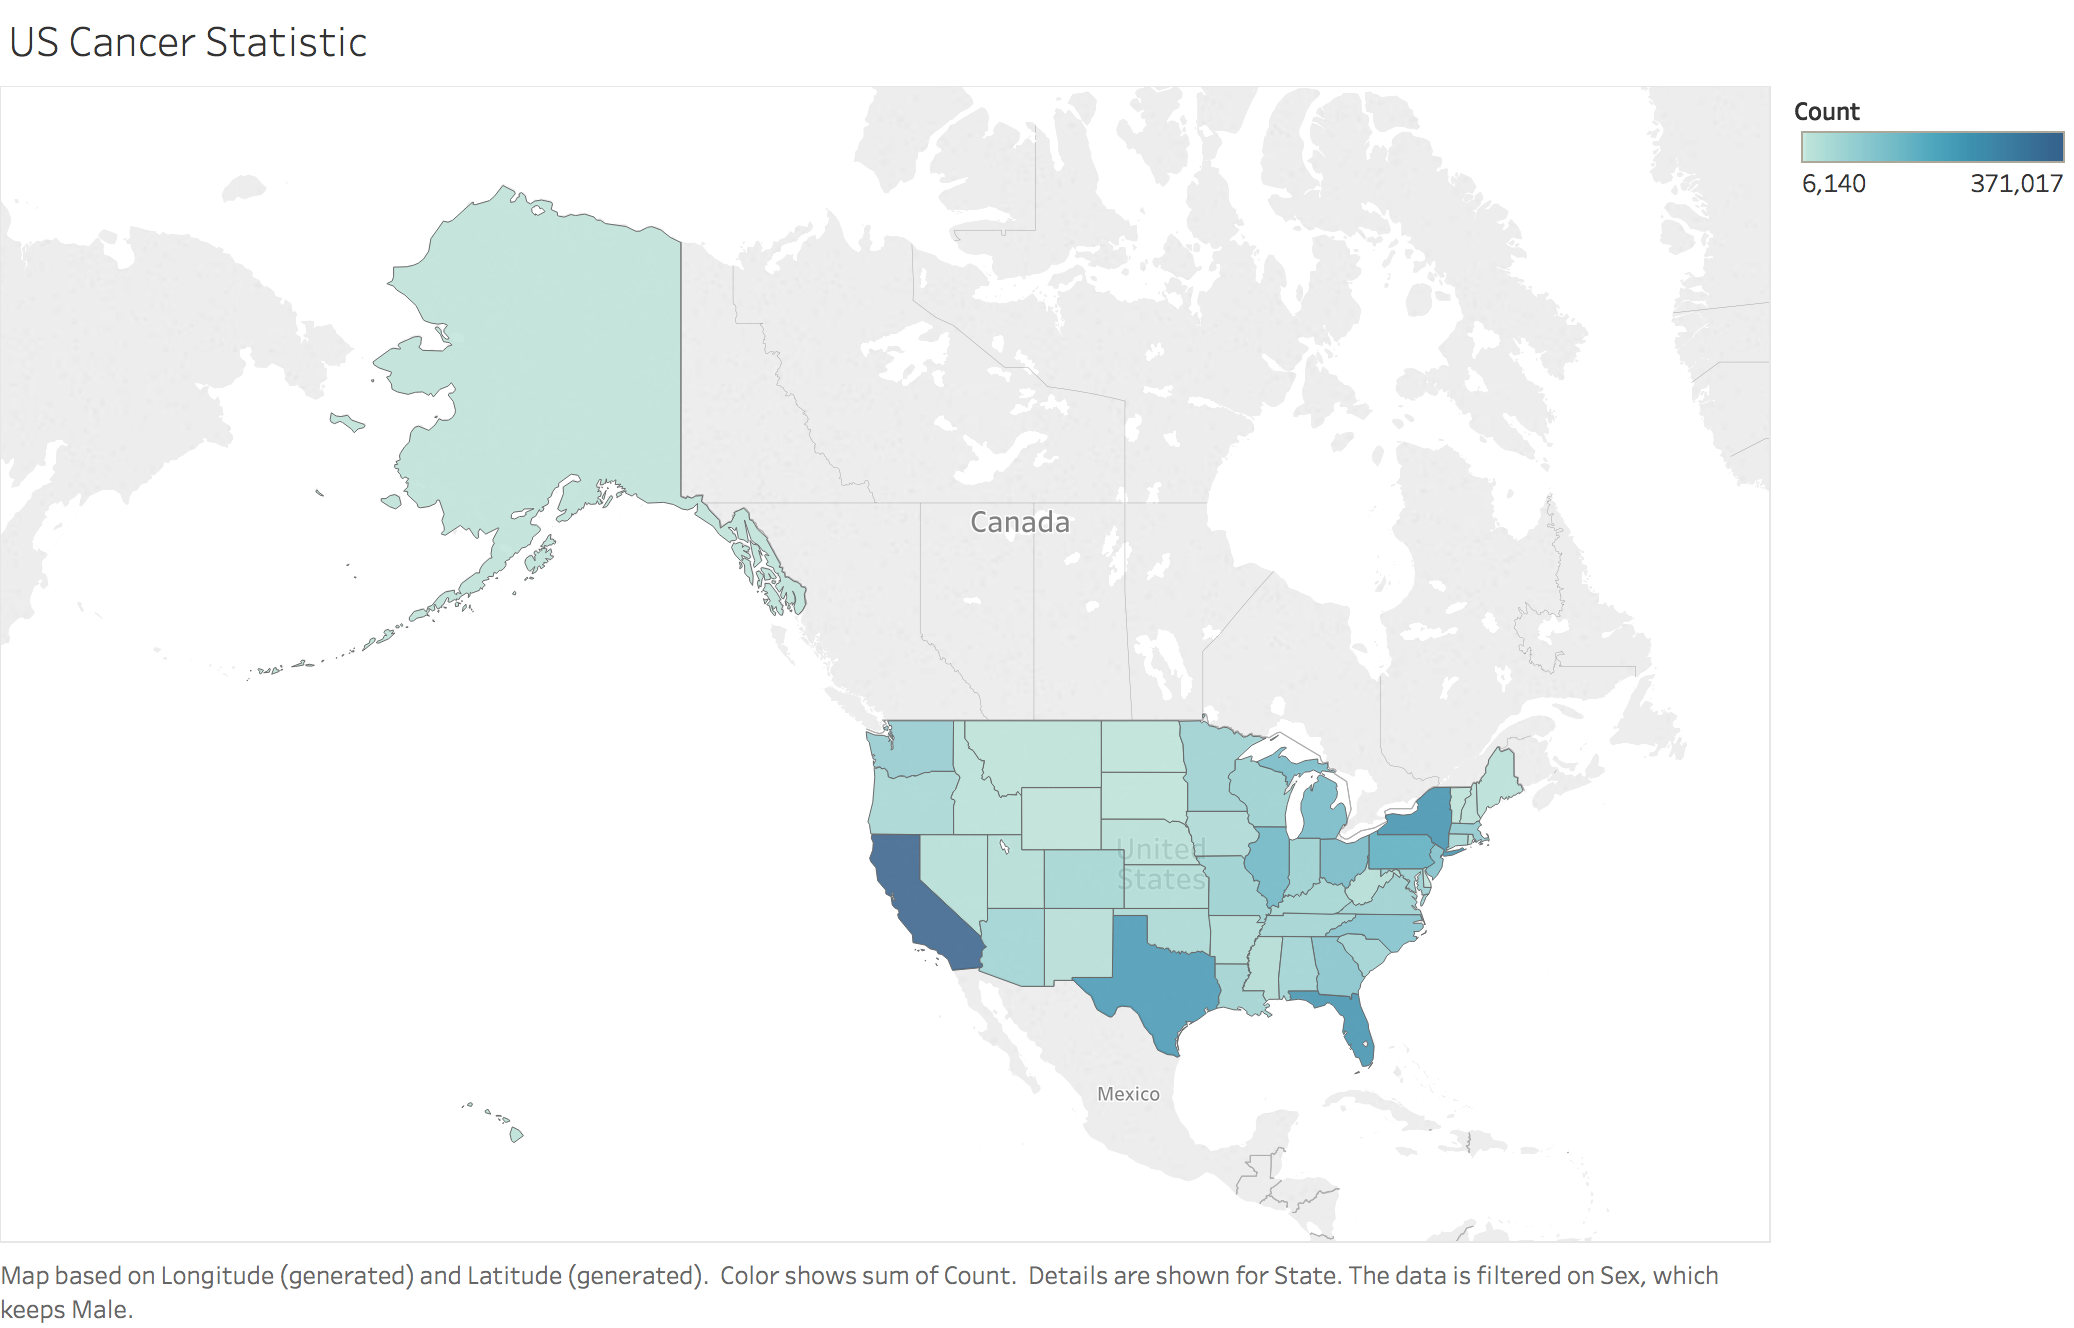 US Cancer Statistic
Count
6,140 371,017
Canada
United
States
Mexico
Map based on Longitude (generated) and Latitude (generated).  Color shows sum of Count.  Details are shown for State. The data is filtered on Sex, which
keeps Male.